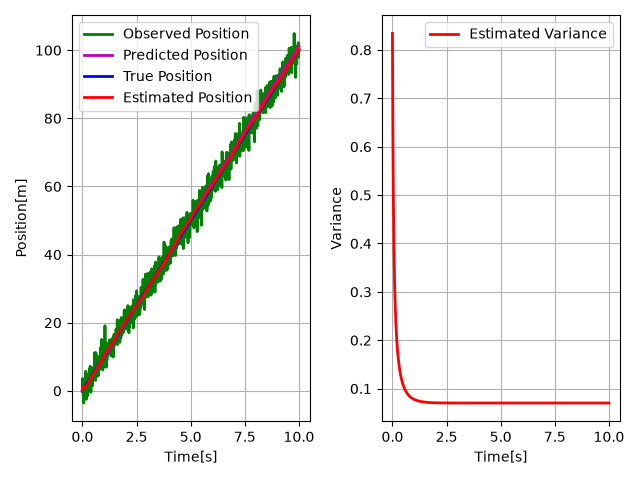 Observed Position
Predicted Position
True Position
Estimated Position
Position[m]
100
80
60
40
20
0
0.0 2.5 5.0 7.5 10.0
Time[s]
Estimated Variance
Variance
0.8
0.7
0.6
0.5
0.4
0.3
0.2
0.1
0.0 2.5 5.0 7.5 10.0
Time[s]